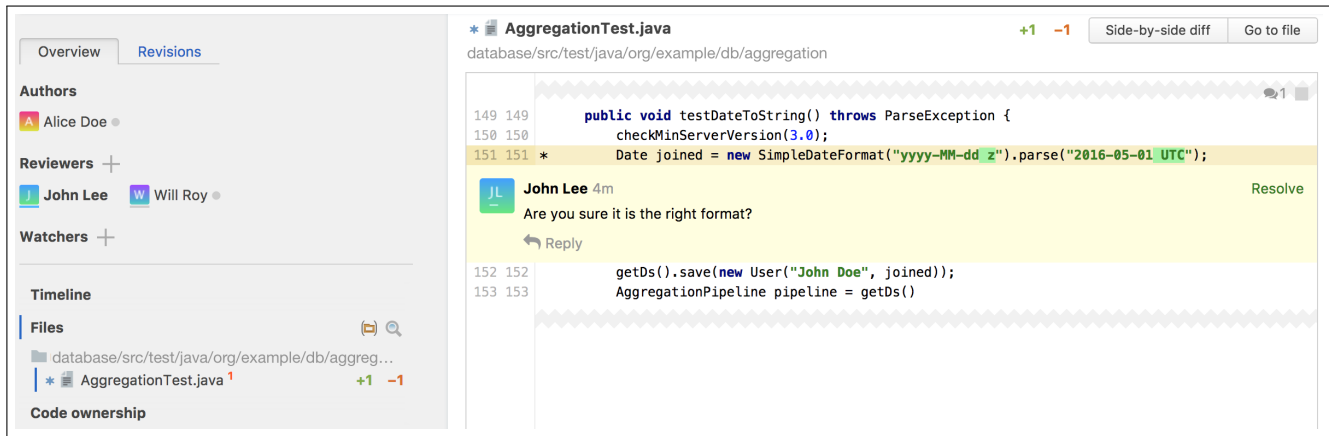 Overview Revisions
Authors
A Alice Doe
Reviewers
J John Lee W Will Roy
Watchers
Timeline
Files
database/src/test/java/org/example/db/aggreg...
* AggregationTest.java 1 +1 −1
Code ownership
* AggregationTest.java +1 −1 Side-by-side diff Go to file
database/src/test/java/org/example/db/aggregation
1
149 149 public void testDateToString() throws ParseException {
150 150 checkMinServerVersion(3.0);
151 151 * Date joined = new SimpleDateFormat("yyyy-MM-dd z").parse("2016-05-01 UTC");
JL John Lee 4m Resolve
Are you sure it is the right format?
Reply
152 152 getDs().save(new User("John Doe", joined));
153 153 AggregationPipeline pipeline = getDs()